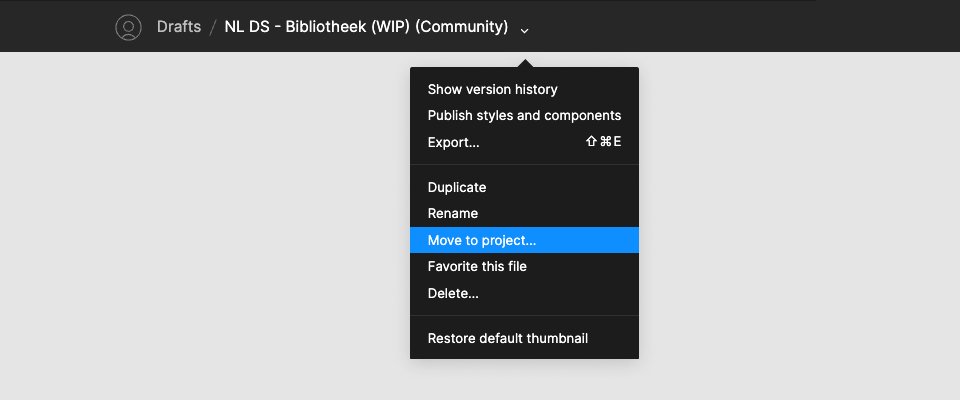 Drafts / NL DS - Bibliotheek (WIP) (Community)
Show version history
Publish styles and components
Export... ⇧⌘E
Duplicate
Rename
Move to project...
Favorite this file
Delete...
Restore default thumbnail